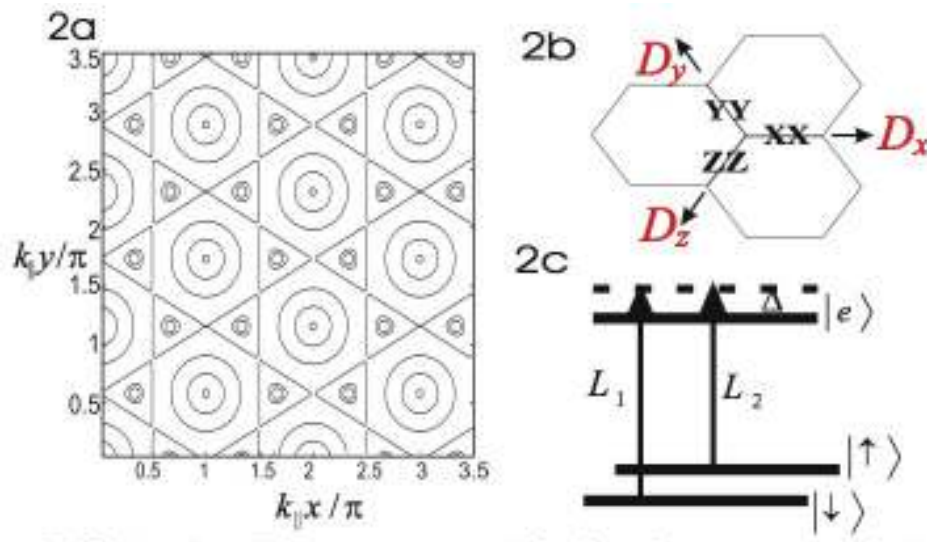 2a
3.5
3
2.5
2
1.5
1
0.5
k∥y/π
0.5 1 1.5 2 2.5 3 3.5
k∥x/π
2b
Dy
YY
XX
Dx
ZZ
Dz
2c
Δ
|e⟩
L1
L2
|↑⟩
|↓⟩